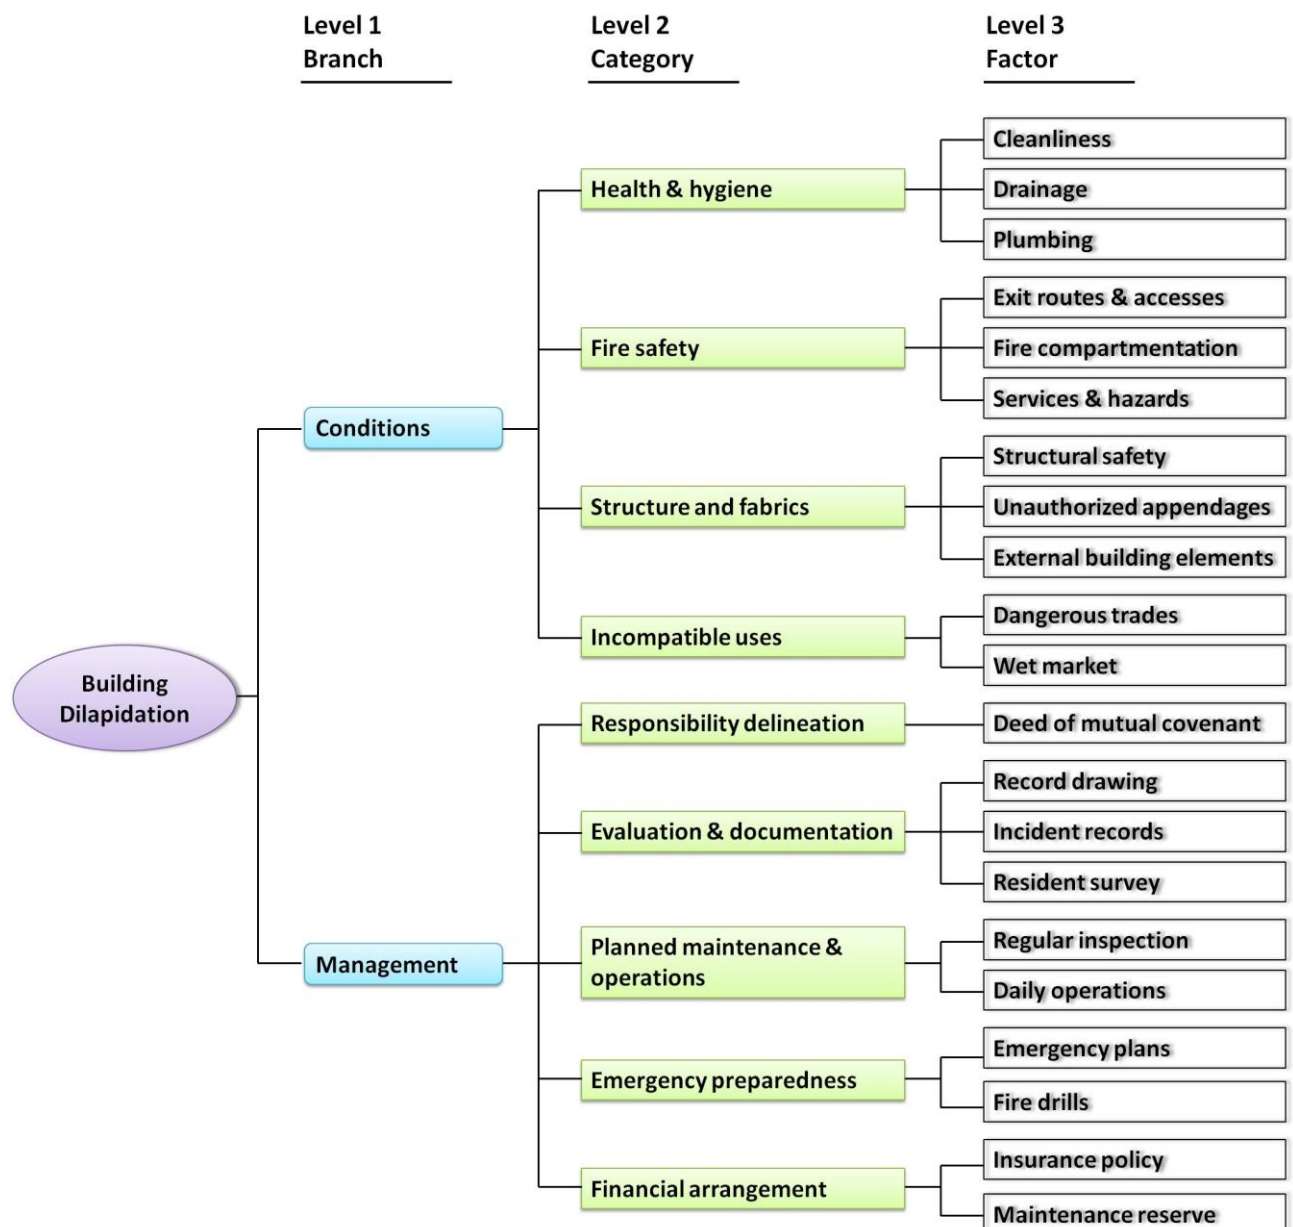 Level 1
Branch
Level 2
Category
Level 3
Factor
Building
Dilapidation
Conditions
Health & hygiene
Cleanliness
Drainage
Plumbing
Fire safety
Exit routes & accesses
Fire compartmentation
Services & hazards
Structure and fabrics
Structural safety
Unauthorized appendages
External building elements
Incompatible uses
Dangerous trades
Wet market
Management
Responsibility delineation
Deed of mutual covenant
Evaluation & documentation
Record drawing
Incident records
Resident survey
Planned maintenance &
operations
Regular inspection
Daily operations
Emergency preparedness
Emergency plans
Fire drills
Financial arrangement
Insurance policy
Maintenance reserve